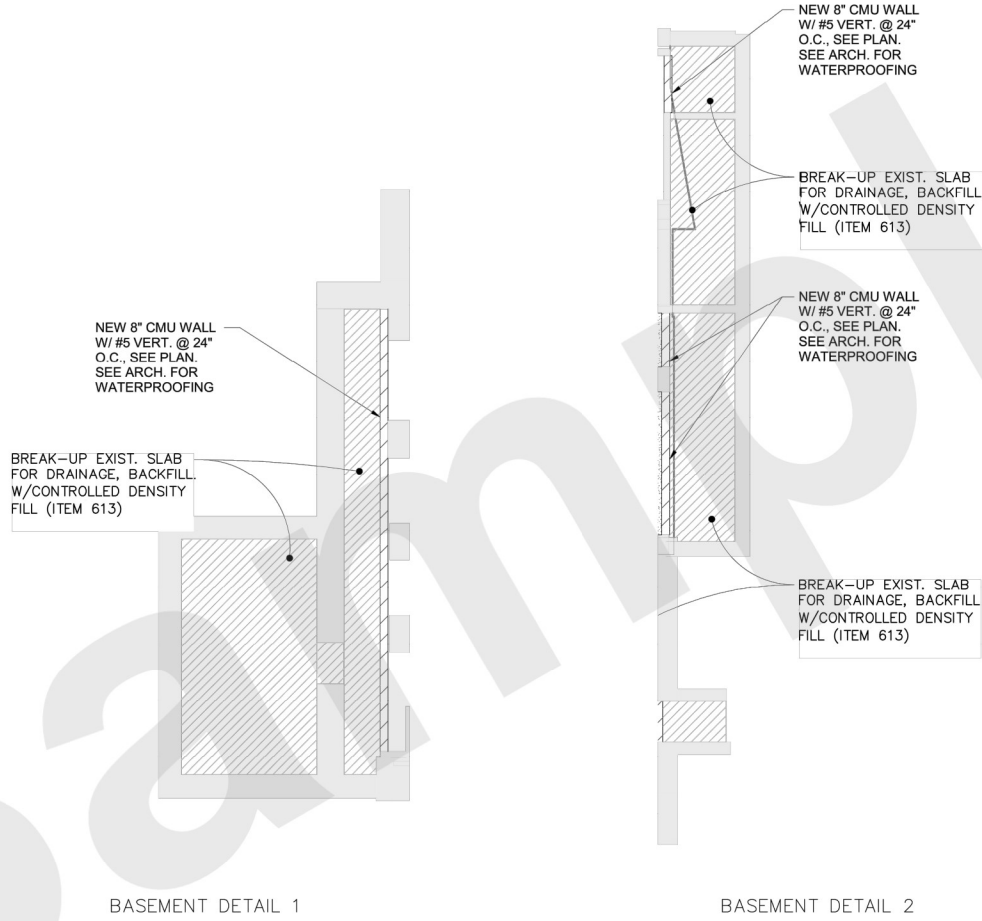 NEW 8" CMU WALL
W/ #5 VERT. @ 24"
O.C., SEE PLAN.
SEE ARCH. FOR
WATERPROOFING
BREAK-UP EXIST. SLAB
FOR DRAINAGE, BACKFILL
W/CONTROLLED DENSITY
FILL (ITEM 613)
BASEMENT DETAIL 1
NEW 8" CMU WALL
W/ #5 VERT. @ 24"
O.C., SEE PLAN.
SEE ARCH. FOR
WATERPROOFING
BREAK-UP EXIST. SLAB
FOR DRAINAGE, BACKFILL
W/CONTROLLED DENSITY
FILL (ITEM 613)
NEW 8" CMU WALL
W/ #5 VERT. @ 24"
O.C., SEE PLAN.
SEE ARCH. FOR
WATERPROOFING
BREAK-UP EXIST. SLAB
FOR DRAINAGE, BACKFILL
W/CONTROLLED DENSITY
FILL (ITEM 613)
BASEMENT DETAIL 2
sampl